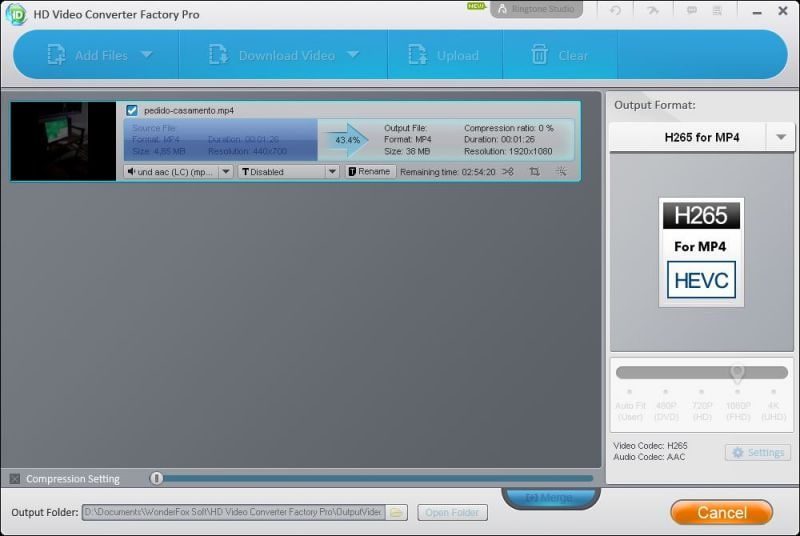 HD Video Converter Factory Pro
NEW
Ringtone Studio
Add Files
Download Video
Upload
Clear
pedido-casamento.mp4
Source File:
Format: MP4 Duration: 00:01:26
Size: 4,85 MB Resolution: 440x700
43.4%
Output File: Compression ratio: 0 %
Format: MP4 Duration: 00:01:26
Size: 38 MB Resolution: 1920x1080
und aac (LC) (mp...
T Disabled
T Rename
Remaining time: 02:54:20
Output Format:
H265 for MP4
H265
For MP4
HEVC
Auto Fit 480P 720P 1080P 4K
(User) (DVD) (HD) (FHD) (UHD)
Video Codec: H265
Audio Codec: AAC
Settings
Compression Setting
Merge
Output Folder: D:\Documents\WonderFox Soft\HD Video Converter Factory Pro\OutputVideo
Open Folder
Cancel